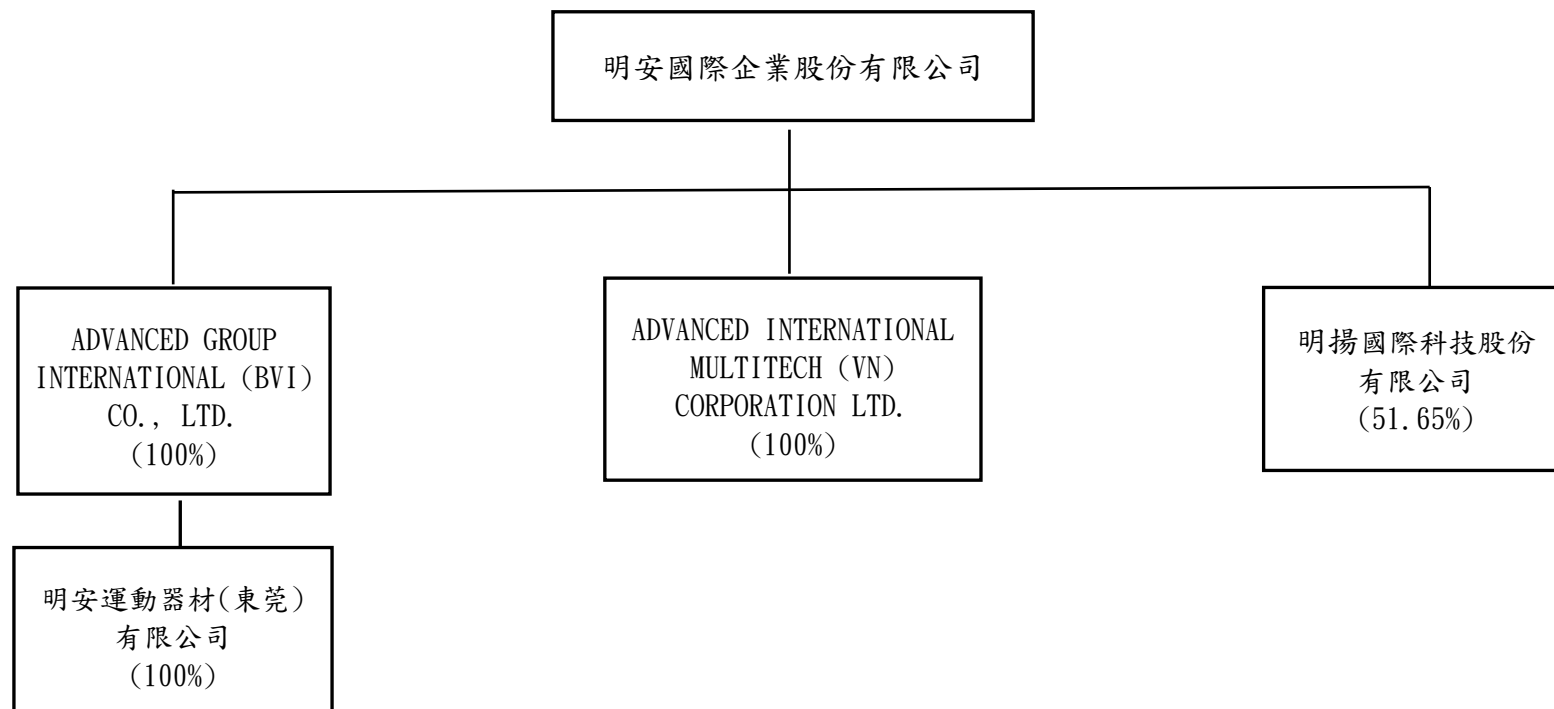 明安國際企業股份有限公司
ADVANCED GROUP
INTERNATIONAL (BVI)
CO., LTD.
(100%)
ADVANCED INTERNATIONAL
MULTITECH (VN)
CORPORATION LTD.
(100%)
明揚國際科技股份
有限公司
(51.65%)
明安運動器材(東莞)
有限公司
(100%)